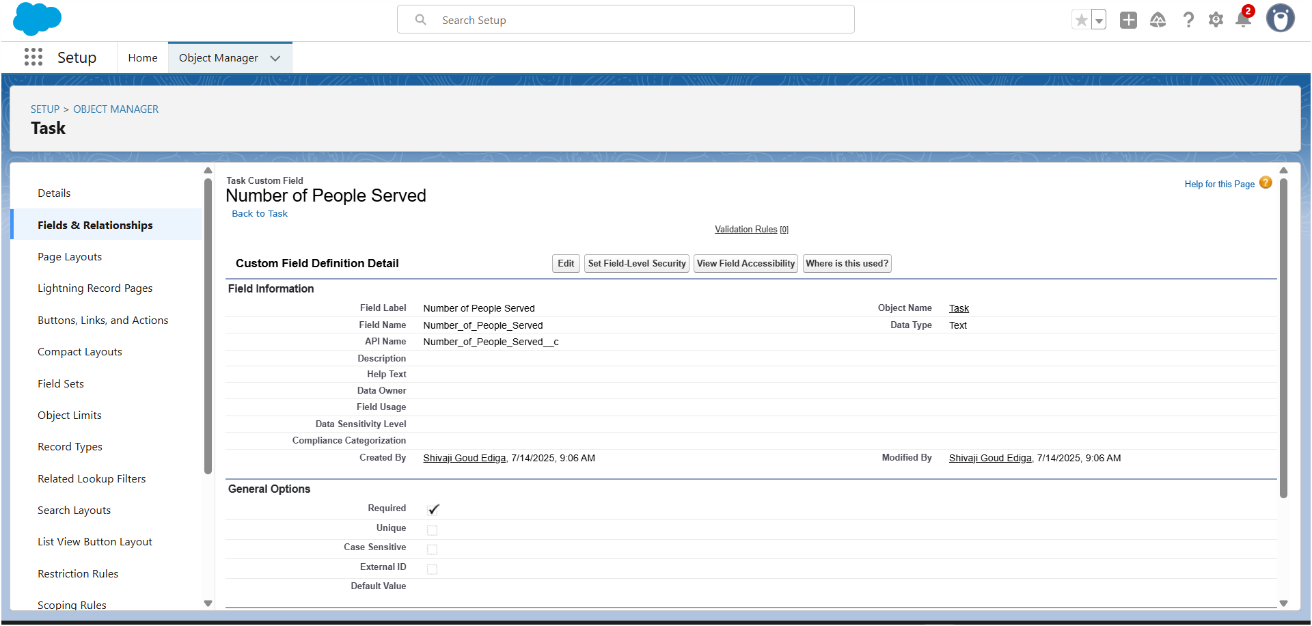 Search Setup
2
Setup
Home
Object Manager
SETUP > OBJECT MANAGER
Task
Details
Fields & Relationships
Page Layouts
Lightning Record Pages
Buttons, Links, and Actions
Compact Layouts
Field Sets
Object Limits
Record Types
Related Lookup Filters
Search Layouts
List View Button Layout
Restriction Rules
Scoping Rules
Task Custom Field
Number of People Served
Back to Task
Help for this Page ?
Validation Rules [0]
Custom Field Definition Detail
Edit
Set Field-Level Security
View Field Accessibility
Where is this used?
Field Information
Field Label Number of People Served Object Name Task
Field Name Number_of_People_Served Data Type Text
API Name Number_of_People_Served__c
Description
Help Text
Data Owner
Field Usage
Data Sensitivity Level
Compliance Categorization
Created By Shivaji Goud Ediga, 7/14/2025, 9:06 AM Modified By Shivaji Goud Ediga, 7/14/2025, 9:06 AM
General Options
Required
Unique
Case Sensitive
External ID
Default Value